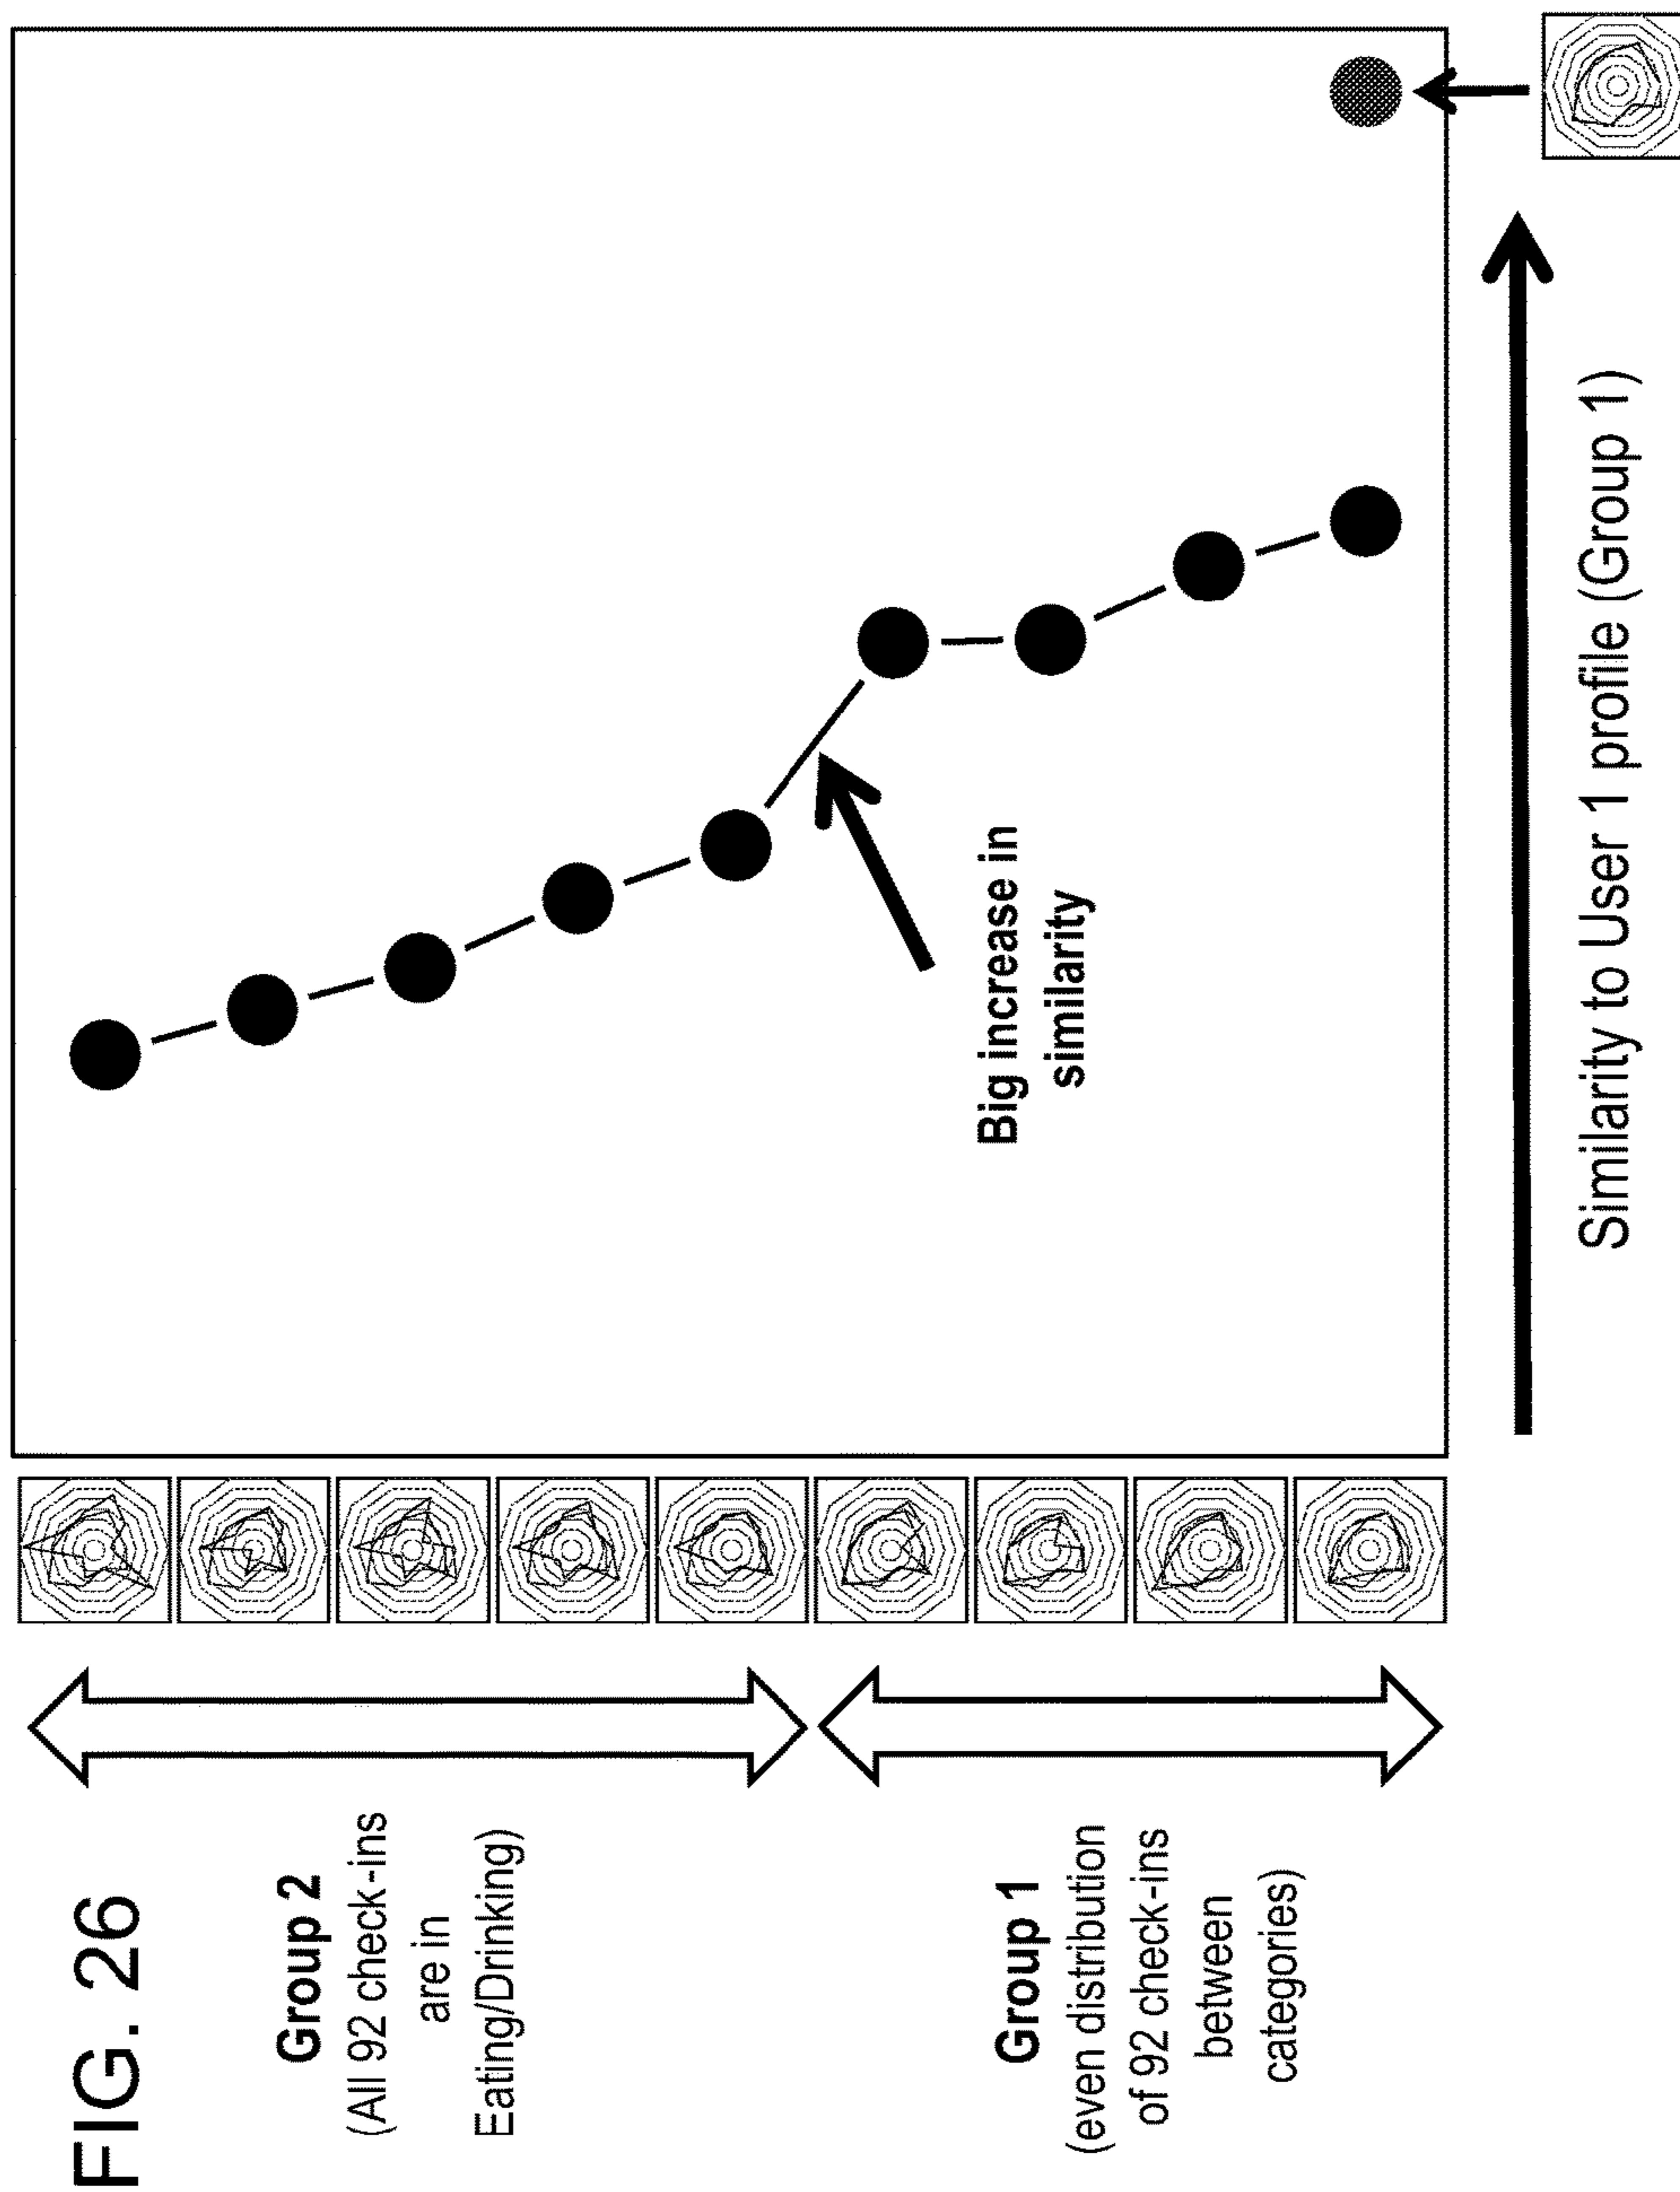 FIG. 26
Group 2
(All 92 check-ins
are in
Eating/Drinking)
Group 1
(even distribution
of 92 check-ins
between
categories)
Big increase in
similarity
Similarity to User 1 profile (Group 1)